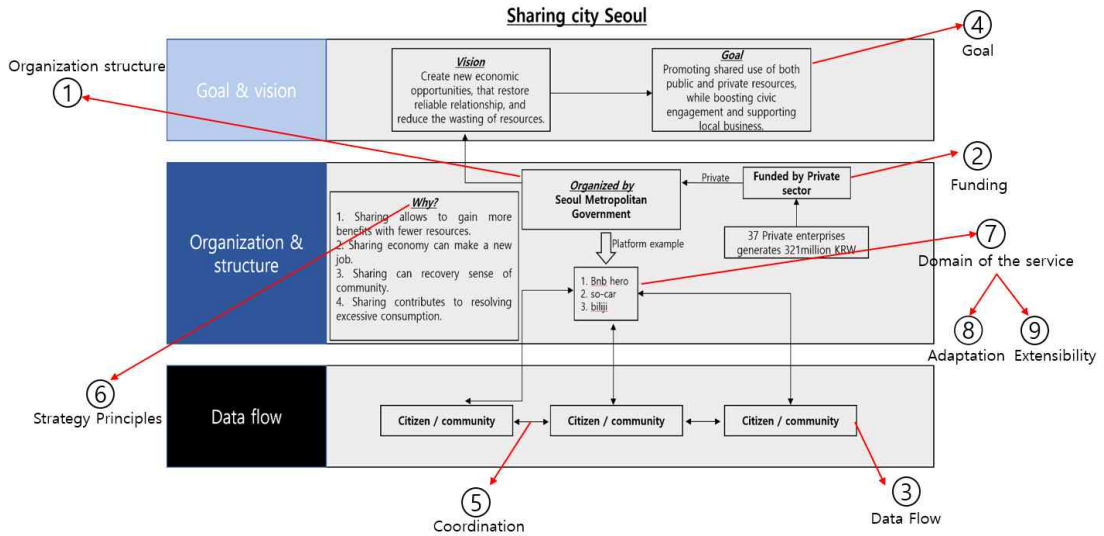 Sharing city Seoul
④
Goal
Organization structure
①
Goal & vision
Vision
Create new economic
opportunities, that restore
reliable relationship, and
reduce the wasting of resources.
Goal
Promoting shared use of both
public and private resources,
while boosting civic
engagement and supporting
local business.
②
Funding
Organization &
structure
Why?
1. Sharing allows to gain more
benefits with fewer resources.
2. Sharing economy can make a new
job.
3. Sharing can recovery sense of
community.
4. Sharing contributes to resolving
excessive consumption.
Organized by
Seoul Metropolitan
Government
Private
Funded by Private
sector
37 Private enterprises
generates 321million KRW
Platform example
1. Bnb hero
2. so-car
3. biliji
⑦
Domain of the service
⑧
Adaptation
⑨
Extensibility
⑥
Strategy Principles
Data flow
Citizen / community
Citizen / community
Citizen / community
⑤
Coordination
③
Data Flow